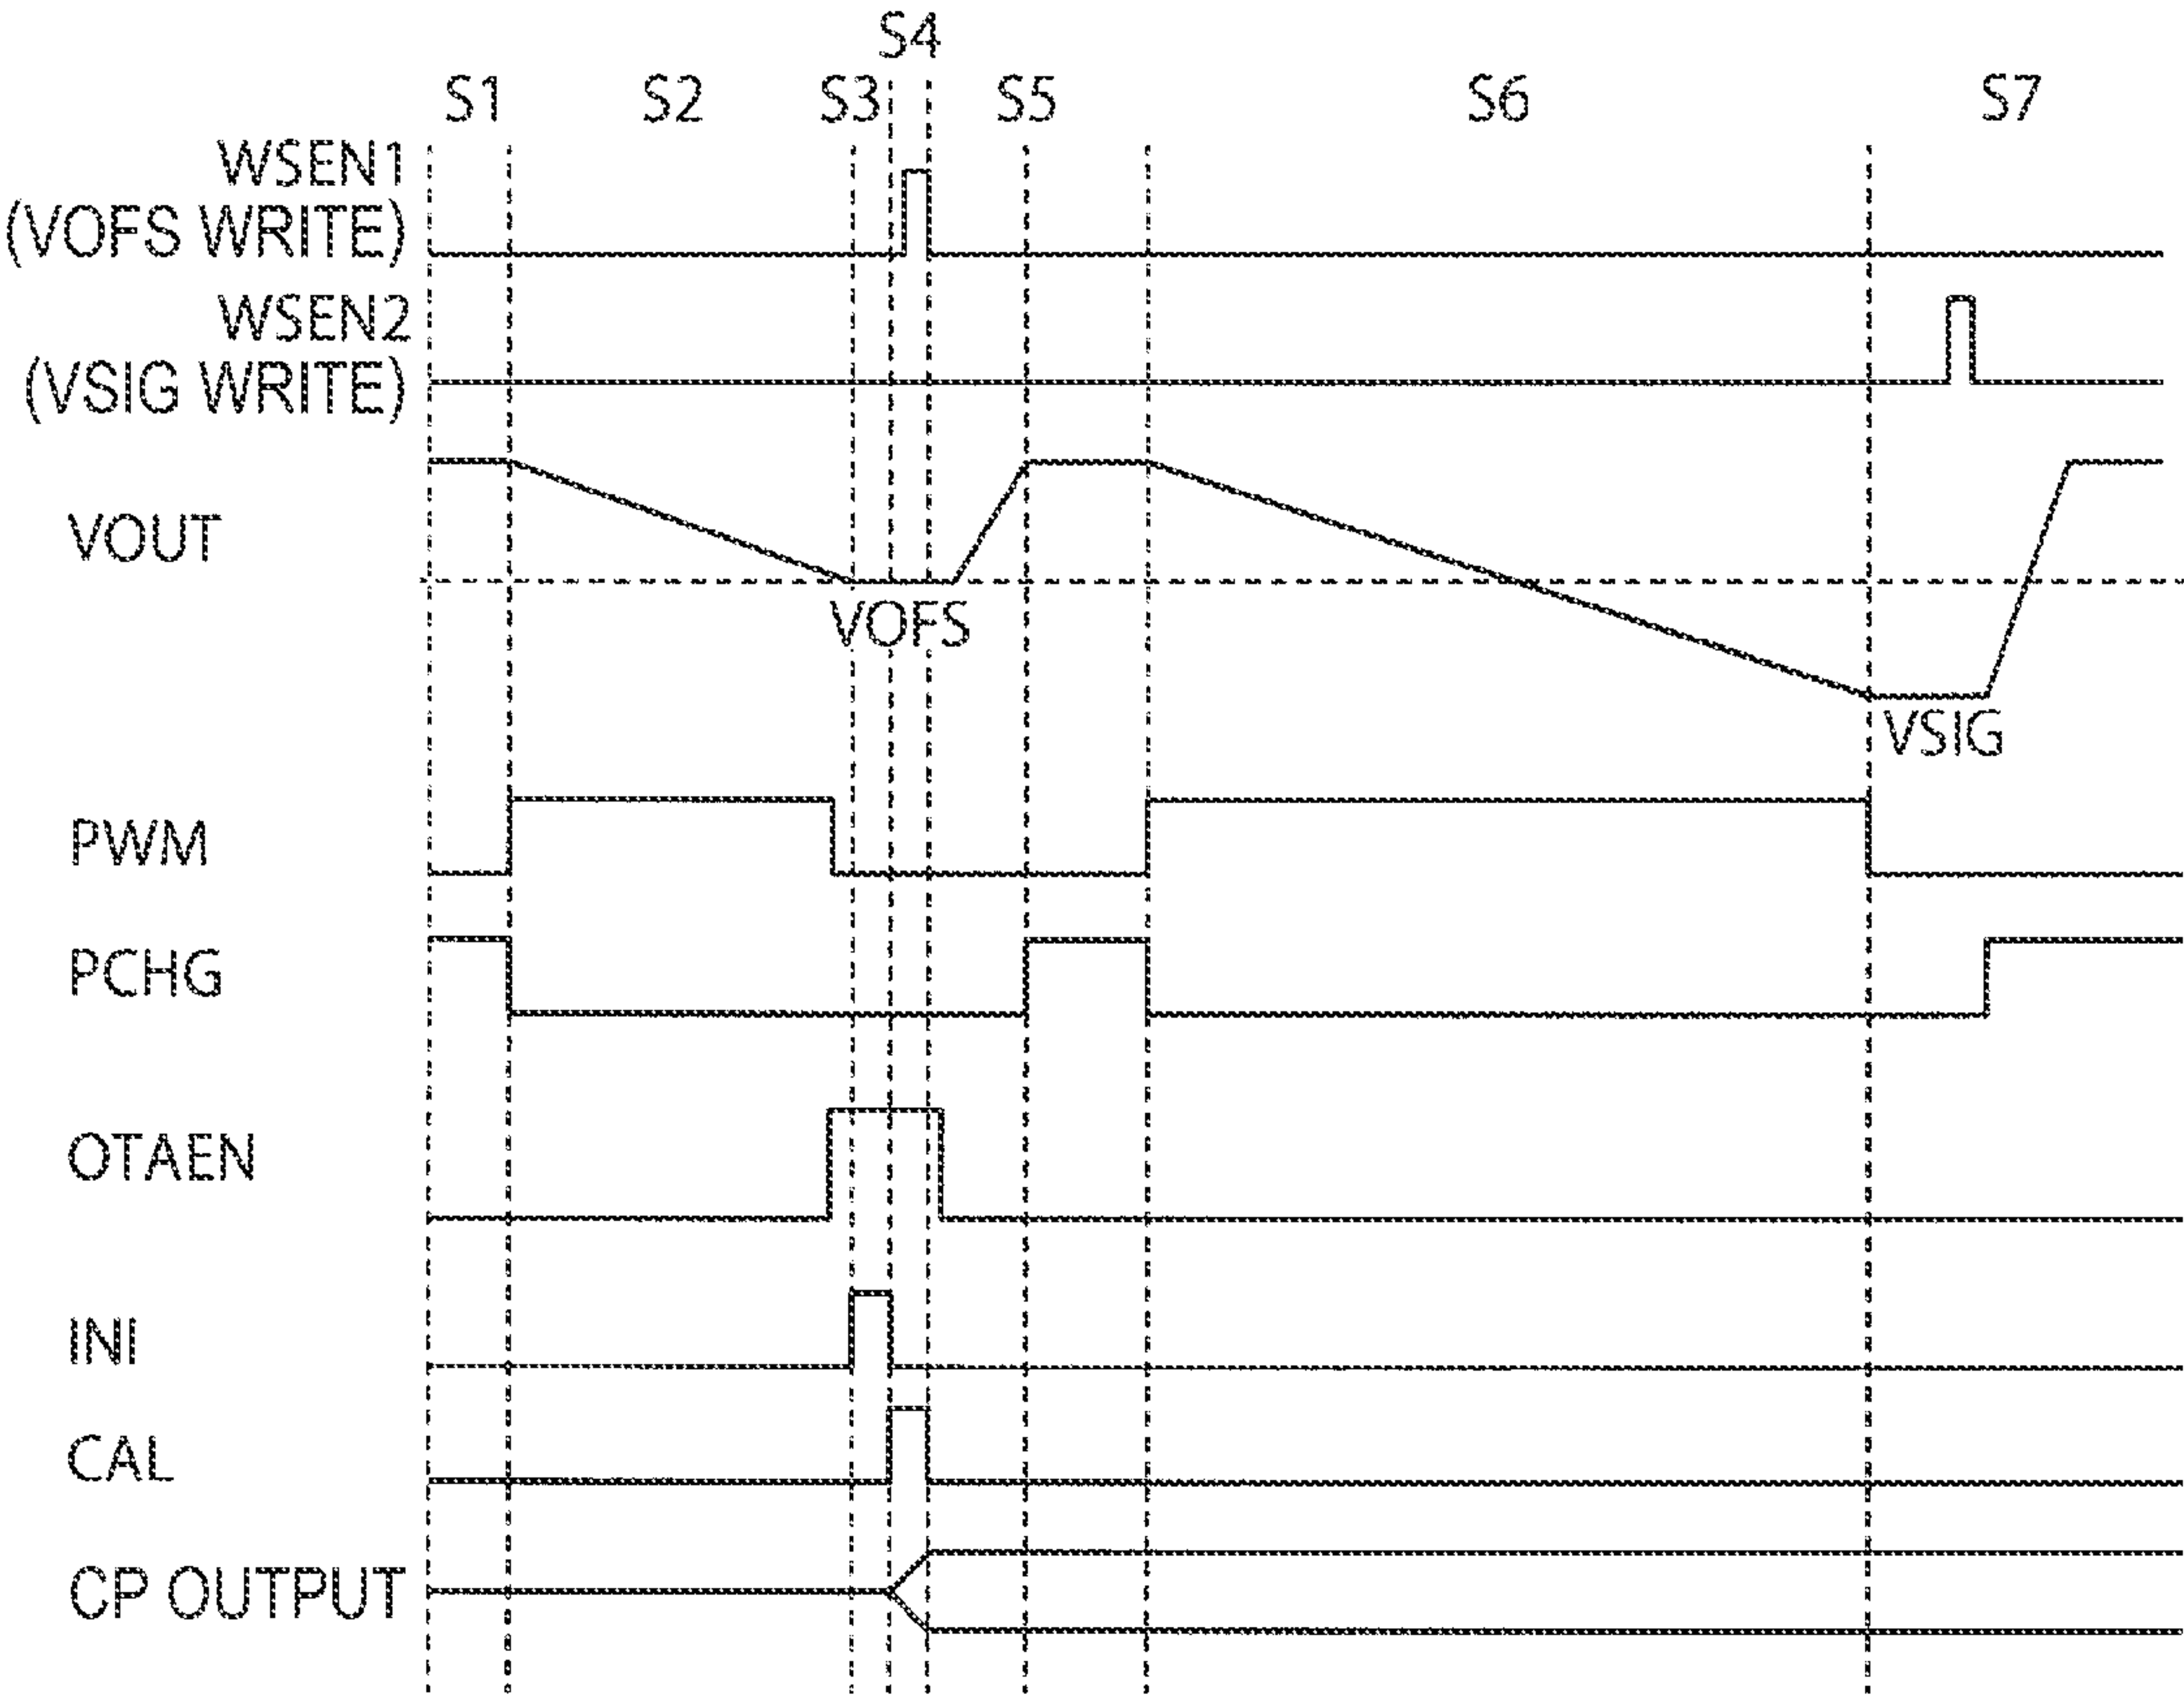 S4
S1 S2 S3 S5 S6 S7
WSEN1
(VOFS WRITE)
WSEN2
(VSIG WRITE)
VOUT
VOFS
VSIG
PWM
PCHG
OTAEN
INI
CAL
CP OUTPUT